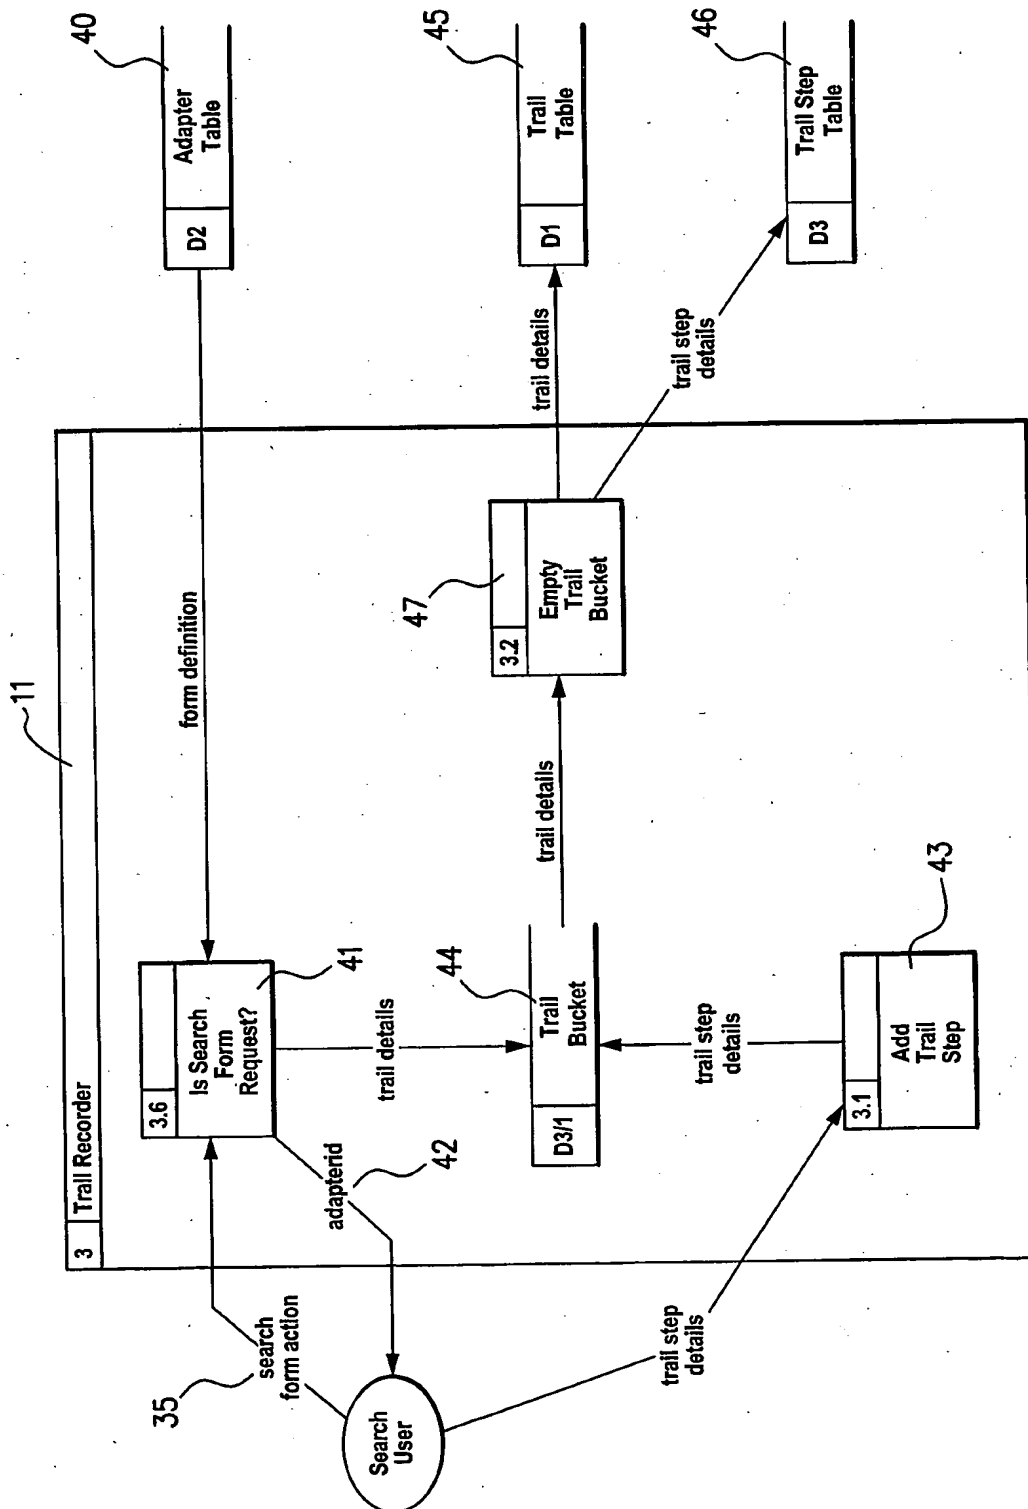 11
3
Trail Recorder
35
search
form action
Search
User
adapterid
42
3.6
Is Search
Form
Request?
41
form definition
D2
Adapter
Table
40
trail details
D3/1
Trail
Bucket
44
trail details
3.2
Empty
Trail
Bucket
47
trail details
D1
Trail
Table
45
trail step
details
D3
Trail Step
Table
46
trail step
details
3.1
Add
Trail
Step
43
trail step
details